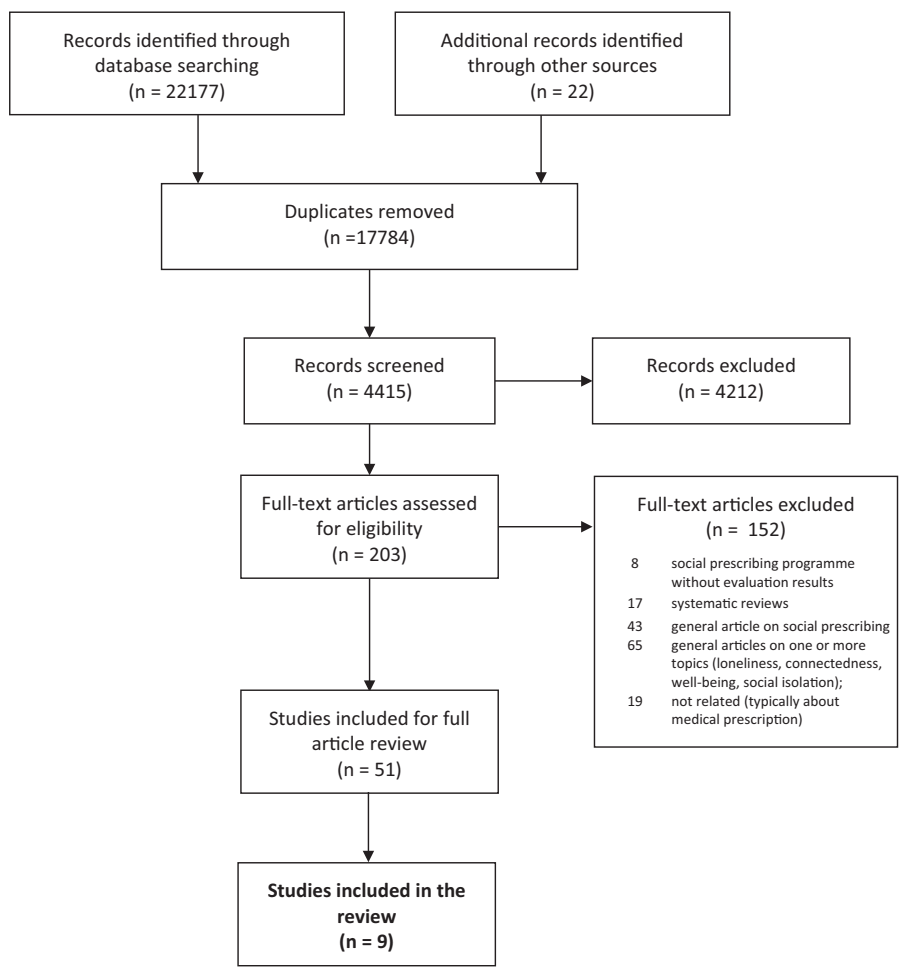 Records identified through
database searching
(n = 22177)
Additional records identified
through other sources
(n = 22)
Duplicates removed
(n =17784)
Records screened
(n = 4415)
Records excluded
(n = 4212)
Full-text articles assessed
for eligibility
(n = 203)
Full-text articles excluded
(n = 152)
8 social prescribing programme
without evaluation results
17 systematic reviews
43 general article on social prescribing
65 general articles on one or more
topics (loneliness, connectedness,
well-being, social isolation);
19 not related (typically about
medical prescription)
Studies included for full
article review
(n = 51)
Studies included in the
review
(n = 9)